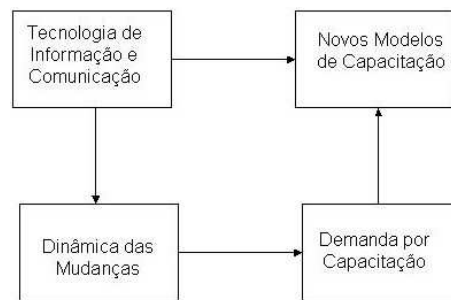 Tecnologia de
Informação e
Comunicação
Novos Modelos
de Capacitação
Dinâmica das
Mudanças
Demanda por
Capacitação